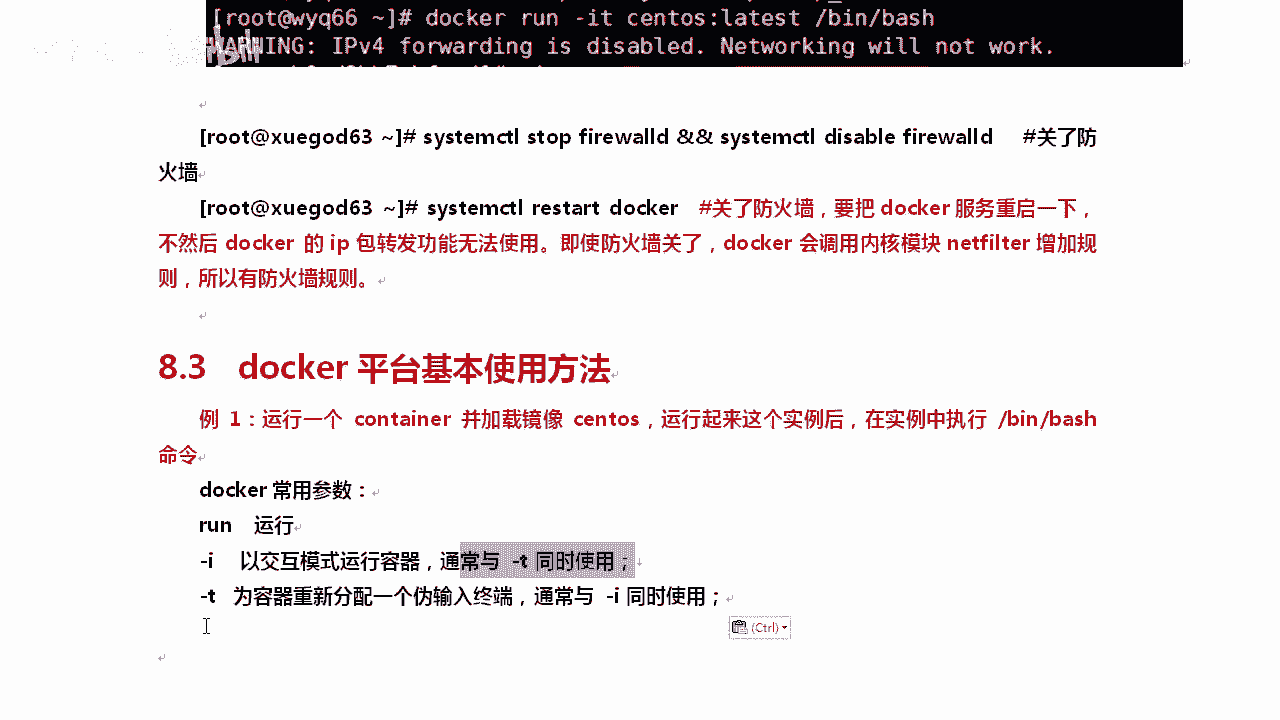 [root@wyq66 ~]# docker run -it centos:latest /bin/bash
WARNING: IPv4 forwarding is disabled. Networking will not work.
[root@xuegod63 ~]# systemctl stop firewalld && systemctl disable firewalld #关了防
火墙
[root@xuegod63 ~]# systemctl restart docker #关了防火墙，要把 docker 服务重启一下，
不然后 docker 的 ip 包转发功能无法使用。即使防火墙关了，docker 会调用内核模块 netfilter 增加规
则，所以有防火墙规则。
8.3 docker 平台基本使用方法
例 1：运行一个 container 并加载镜像 centos，运行起来这个实例后，在实例中执行 /bin/bash
命令
docker 常用参数：
run 运行
-i 以交互模式运行容器，通常与 -t 同时使用；
-t 为容器重新分配一个伪输入终端，通常与 -i 同时使用；
(Ctrl)